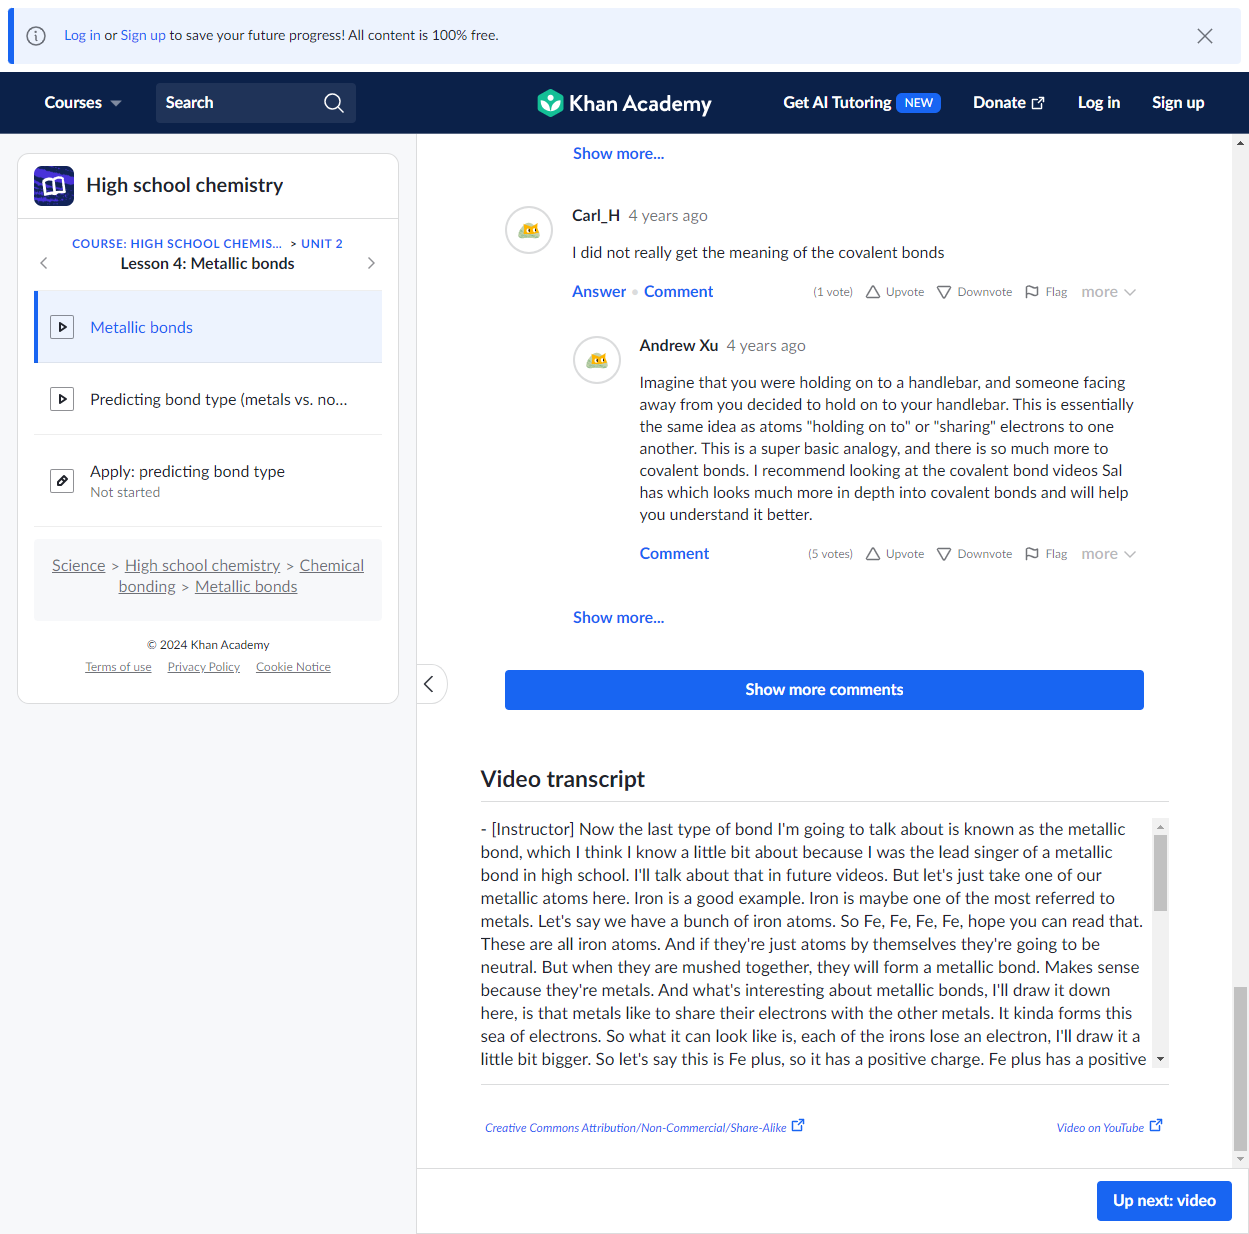 Log in or Sign up to save your future progress! All content is 100% free.
Courses
Search
Khan Academy
Get AI Tutoring NEW
Donate
Log in
Sign up
High school chemistry
COURSE: HIGH SCHOOL CHEMIS... > UNIT 2
Lesson 4: Metallic bonds
Metallic bonds
Predicting bond type (metals vs. no...
Apply: predicting bond type
Not started
Science > High school chemistry > Chemical
bonding > Metallic bonds
© 2024 Khan Academy
Terms of use Privacy Policy Cookie Notice
Show more...
Carl_H 4 years ago
I did not really get the meaning of the covalent bonds
Answer • Comment (1 vote) Upvote Downvote Flag more
Andrew Xu 4 years ago
Imagine that you were holding on to a handlebar, and someone facing
away from you decided to hold on to your handlebar. This is essentially
the same idea as atoms "holding on to" or "sharing" electrons to one
another. This is a super basic analogy, and there is so much more to
covalent bonds. I recommend looking at the covalent bond videos Sal
has which looks much more in depth into covalent bonds and will help
you understand it better.
Comment (5 votes) Upvote Downvote Flag more
Show more...
Show more comments
Video transcript
- [Instructor] Now the last type of bond I'm going to talk about is known as the metallic
bond, which I think I know a little bit about because I was the lead singer of a metallic
bond in high school. I'll talk about that in future videos. But let's just take one of our
metallic atoms here. Iron is a good example. Iron is maybe one of the most referred to
metals. Let's say we have a bunch of iron atoms. So Fe, Fe, Fe, Fe, hope you can read that.
These are all iron atoms. And if they're just atoms by themselves they're going to be
neutral. But when they are mushed together, they will form a metallic bond. Makes sense
because they're metals. And what's interesting about metallic bonds, I'll draw it down
here, is that metals like to share their electrons with the other metals. It kinda forms this
sea of electrons. So what it can look like is, each of the irons lose an electron, I'll draw it a
little bit bigger. So let's say this is Fe plus, so it has a positive charge. Fe plus has a positive
Creative Commons Attribution/Non-Commercial/Share-Alike
Video on YouTube
Up next: video